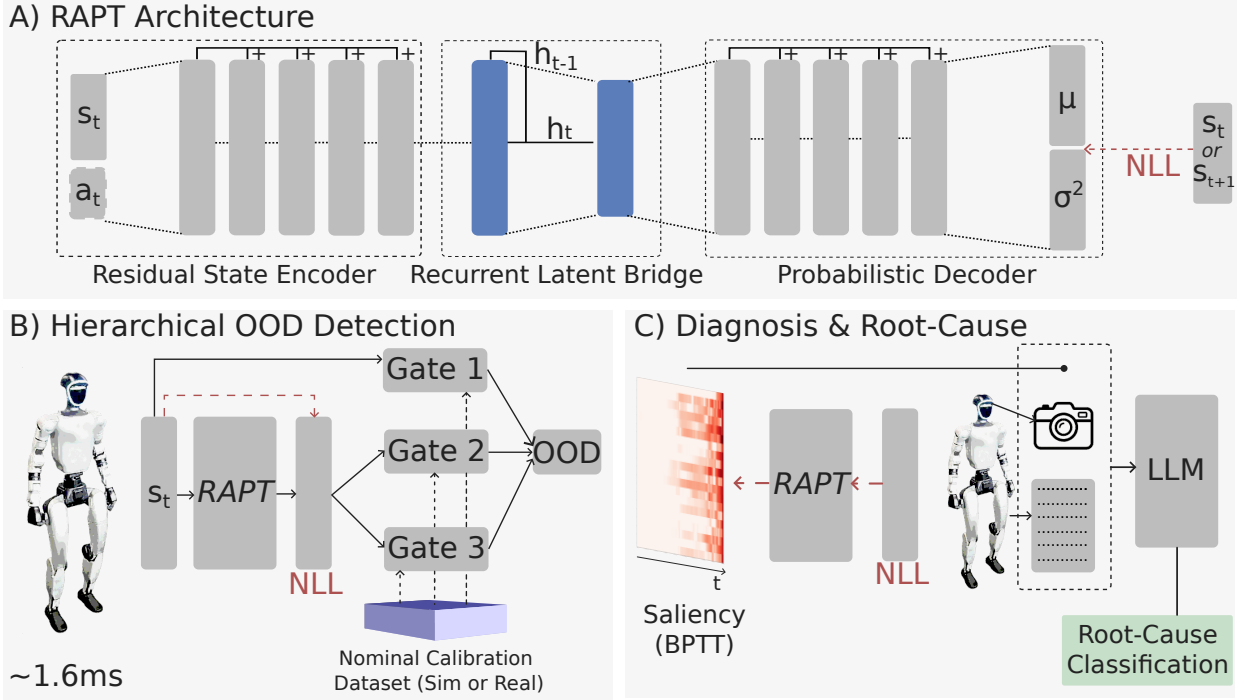 A) RAPT Architecture
s_t
a_t
+ + + +
h_{t-1}
h_t
+ + + +
μ
σ²
NLL
s_t
or
s_{t+1}
Residual State Encoder
Recurrent Latent Bridge
Probabilistic Decoder
B) Hierarchical OOD Detection
s_t
RAPT
NLL
Gate 1
Gate 2
Gate 3
OOD
Nominal Calibration
Dataset (Sim or Real)
~1.6ms
C) Diagnosis & Root-Cause
t
Saliency
(BPTT)
RAPT
NLL
LLM
Root-Cause
Classification